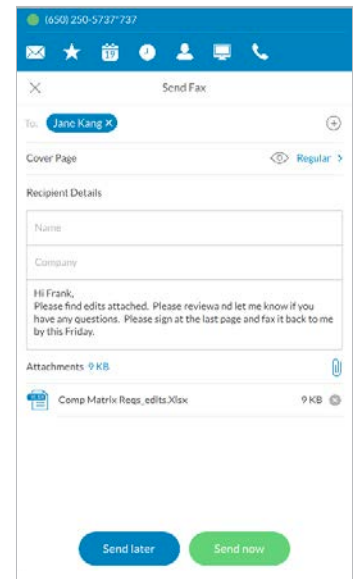 (650) 250-5737*737
19
Send Fax
To: Jane Kang ×
Cover Page Regular >
Recipient Details
Name
Company
Hi Frank,
Please find edits attached. Please reviewa nd let me know if you
have any questions. Please sign at the last page and fax it back to me
by this Friday.
Attachments 9 KB
Comp Matrix Reqs_edits.Xlsx 9 KB
Send later Send now